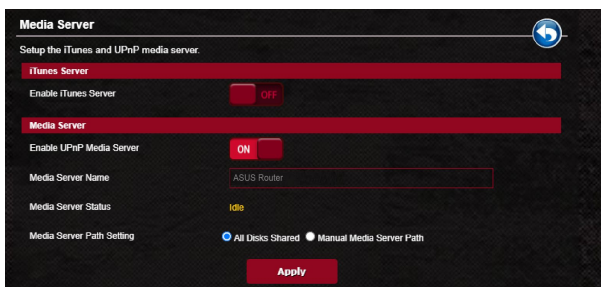 Media Server
Setup the iTunes and UPnP media server.
iTunes Server
Enable iTunes Server OFF
Media Server
Enable UPnP Media Server ON
Media Server Name ASUS Router
Media Server Status Idle
Media Server Path Setting All Disks Shared Manual Media Server Path
Apply